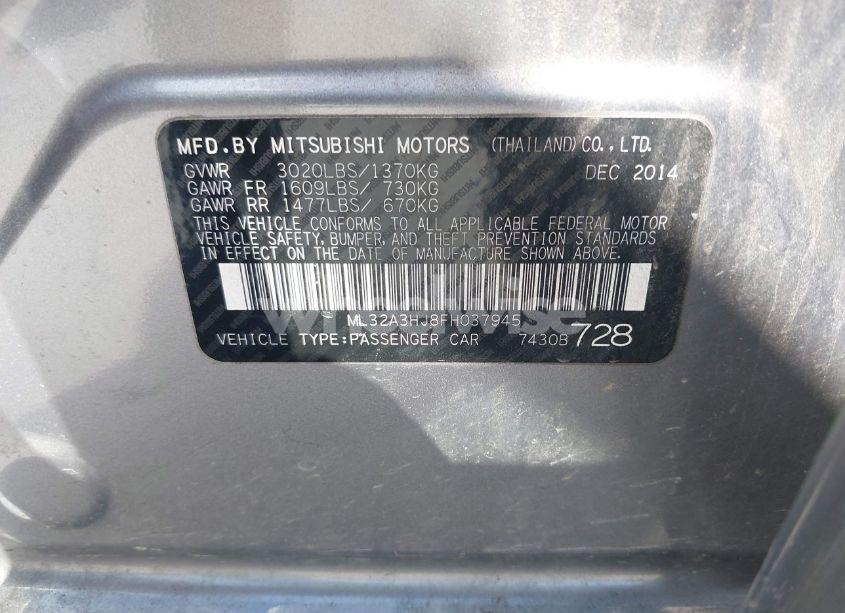 MFD.BY MITSUBISHI MOTORS (THAILAND) CO.,LTD.
GVWR 3020LBS/1370KG DEC 2014
GAWR FR 1609LBS/ 730KG
GAWR RR 1477LBS/ 670KG
THIS VEHICLE CONFORMS TO ALL APPLICABLE FEDERAL MOTOR
VEHICLE SAFETY, BUMPER, AND THEFT PREVENTION STANDARDS
IN EFFECT ON THE DATE OF MANUFACTURE SHOWN ABOVE.
ML32A3HJ8FH037945
VEHICLE TYPE:PASSENGER CAR 7430B 728